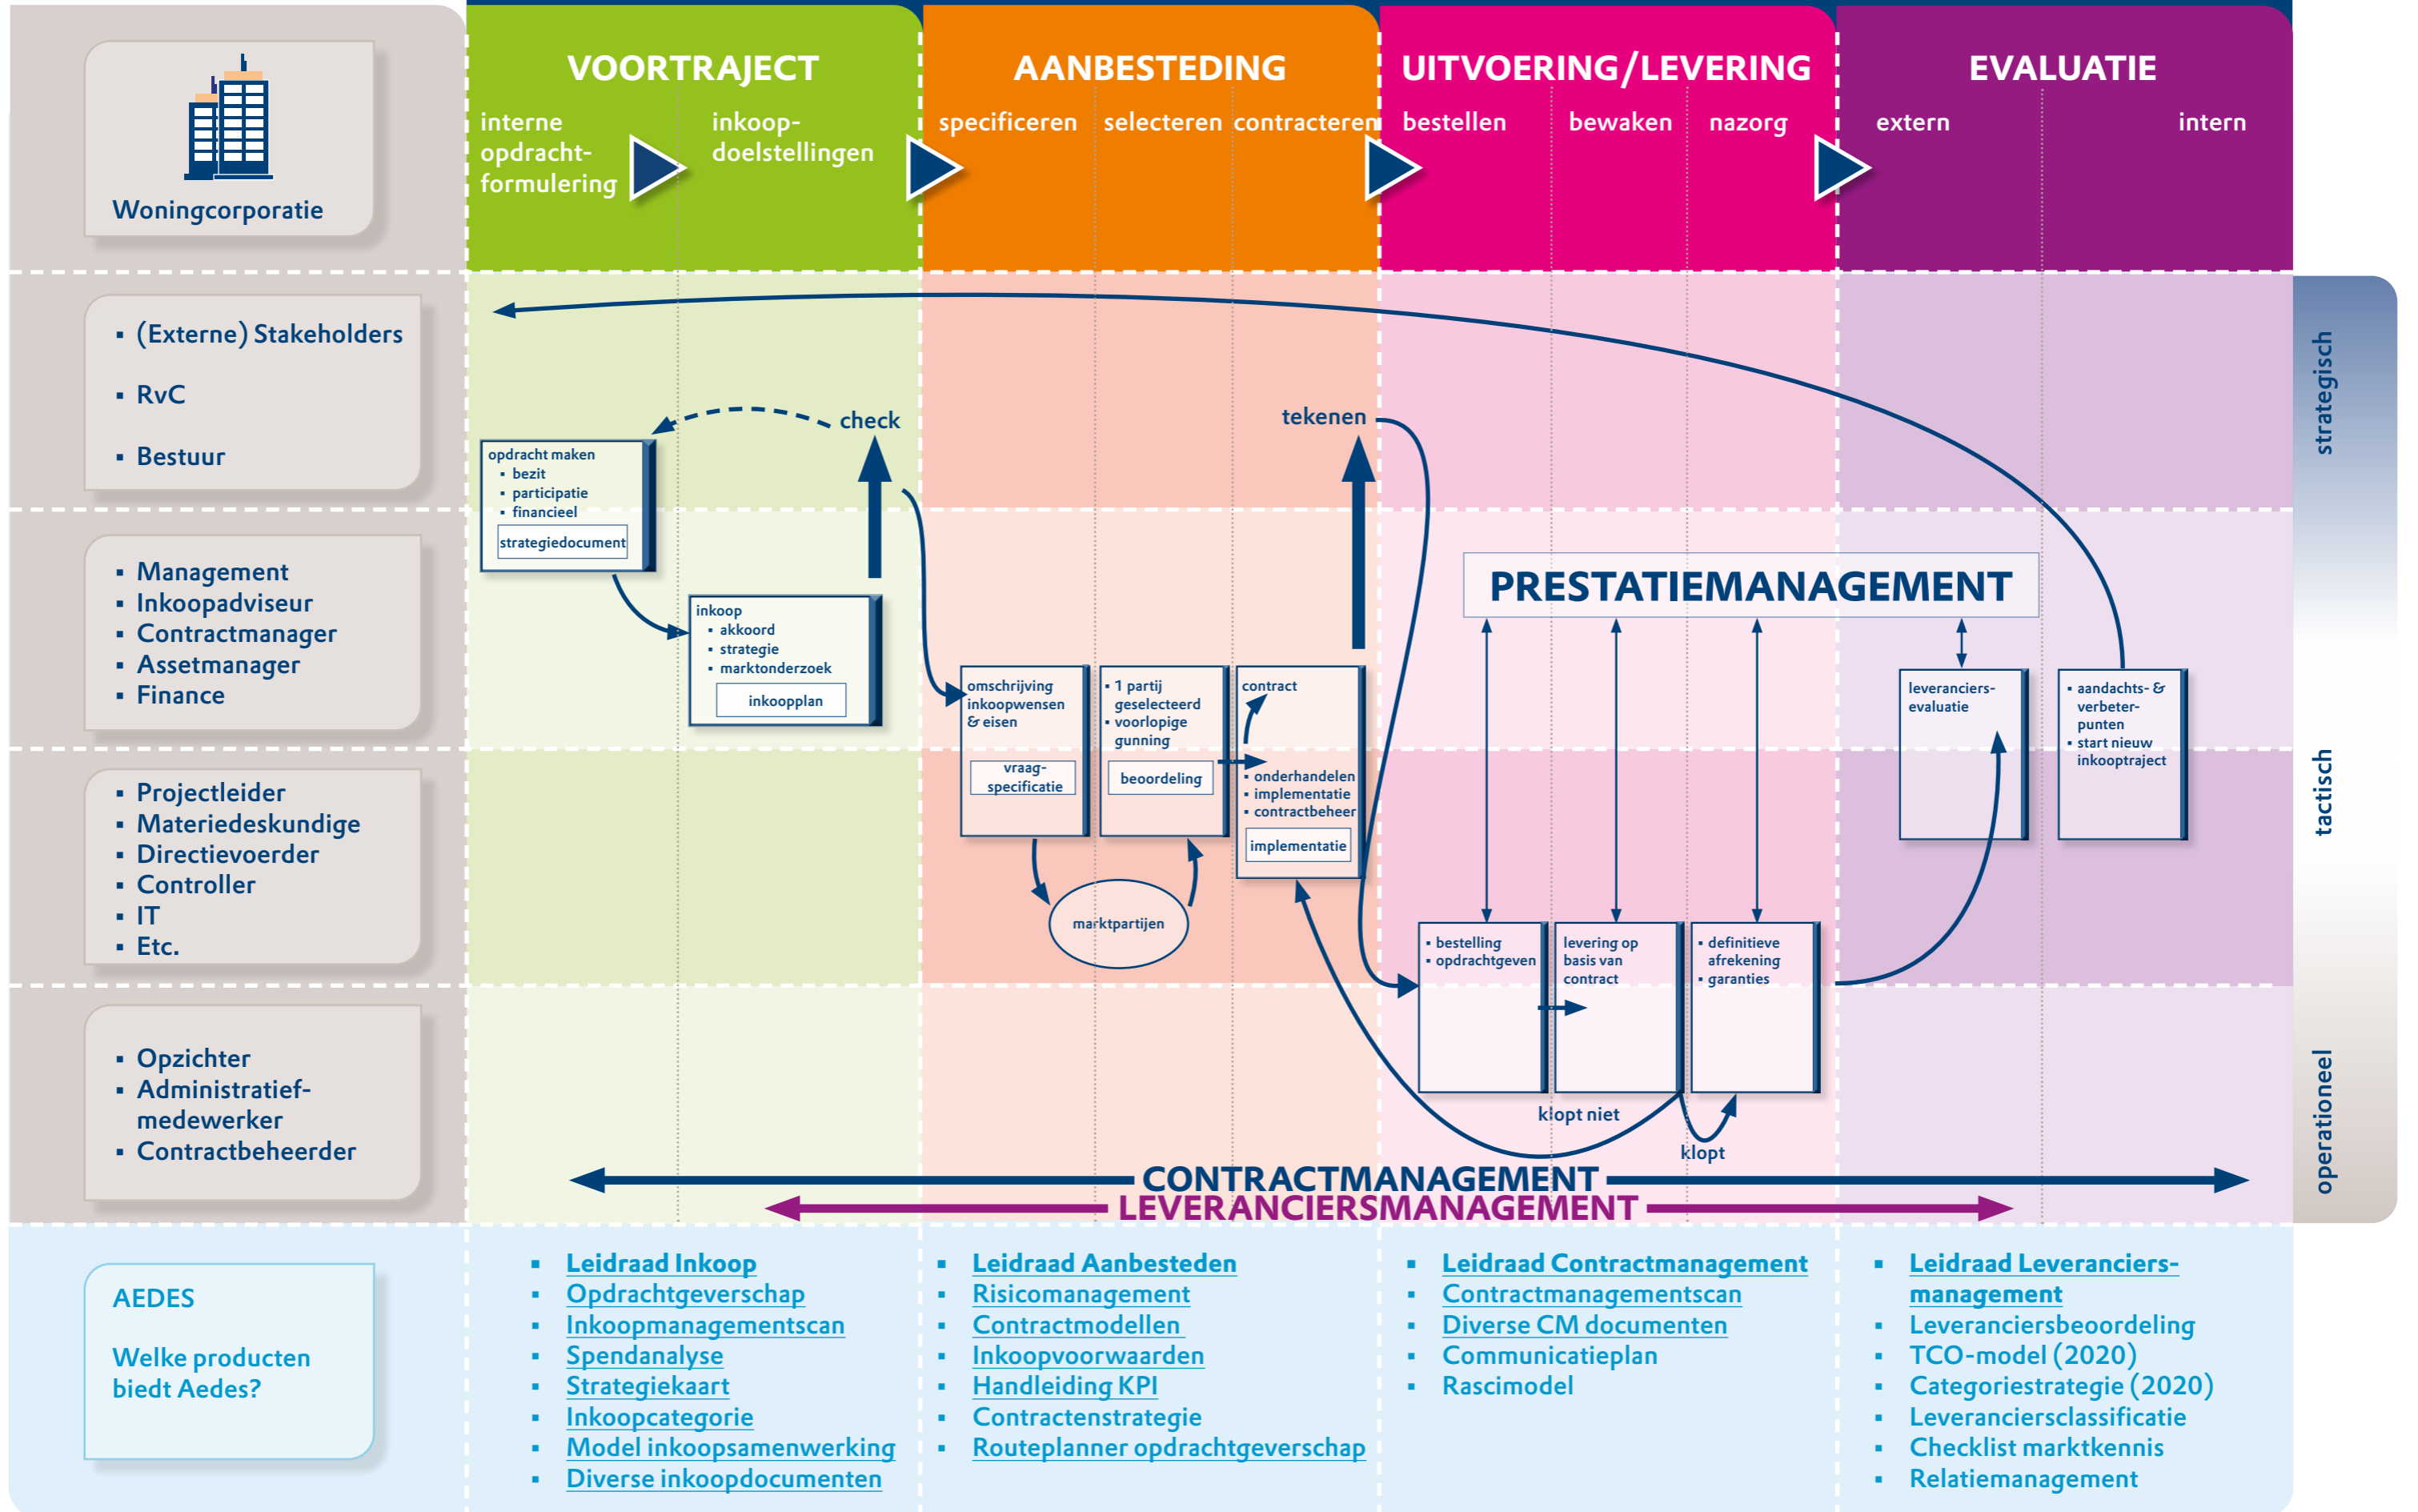 VOORTRAJECT
AANBESTEDING
UITVOERING/LEVERING
EVALUATIE
interne
opdracht-
formulering
inkoop-
doelstellingen
specificeren
selecteren
contracteren
bestellen
bewaken
nazorg
extern
intern
Woningcorporatie
▪ (Externe) Stakeholders
▪ RvC
▪ Bestuur
▪ Management
▪ Inkoopadviseur
▪ Contractmanager
▪ Assetmanager
▪ Finance
▪ Projectleider
▪ Materiedeskundige
▪ Directievoerder
▪ Controller
▪ IT
▪ Etc.
▪ Opzichter
▪ Administratief-
medewerker
▪ Contractbeheerder
strategisch
tactisch
operationeel
check
opdracht maken
▪ bezit
▪ participatie
▪ financieel
strategiedocument
inkoop
▪ akkoord
▪ strategie
▪ marktonderzoek
inkoopplan
tekenen
omschrijving
inkoopwensen
& eisen
vraag-
specificatie
▪ 1 partij
geselecteerd
▪ voorlopige
gunning
beoordeling
contract
▪ onderhandelen
▪ implementatie
▪ contractbeheer
implementatie
marktpartijen
PRESTATIEMANAGEMENT
▪ bestelling
▪ opdrachtgeven
levering op
basis van
contract
▪ definitieve
afrekening
▪ garanties
klopt niet
klopt
leveranciers-
evaluatie
▪ aandachts- &
verbeter-
punten
▪ start nieuw
inkooptraject
CONTRACTMANAGEMENT
LEVERANCIERSMANAGEMENT
AEDES
Welke producten
biedt Aedes?
▪ Leidraad Inkoop
▪ Opdrachtgeverschap
▪ Inkoopmanagementscan
▪ Spendanalyse
▪ Strategiekaart
▪ Inkoopcategorie
▪ Model inkoopsamenwerking
▪ Diverse inkoopdocumenten
▪ Leidraad Aanbesteden
▪ Risicomanagement
▪ Contractmodellen
▪ Inkoopvoorwaarden
▪ Handleiding KPI
▪ Contractenstrategie
▪ Routeplanner opdrachtgeverschap
▪ Leidraad Contractmanagement
▪ Contractmanagementscan
▪ Diverse CM documenten
▪ Communicatieplan
▪ Rascimodel
▪ Leidraad Leveranciers-
management
▪ Leveranciersbeoordeling
▪ TCO-model (2020)
▪ Categoriestrategie (2020)
▪ Leveranciersclassificatie
▪ Checklist marktkennis
▪ Relatiemanagement